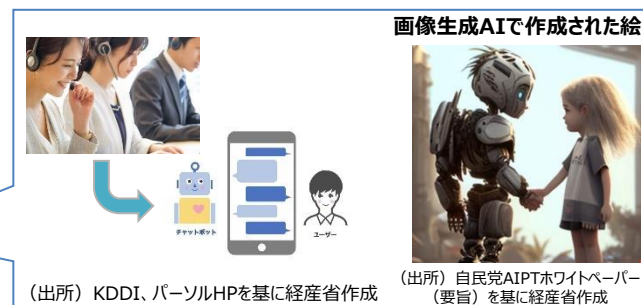 画像生成AIで作成された絵
チャットボット
ユーザー
（出所）KDDI、パーソルHPを基に経産省作成
（出所）自民党AIPTホワイトペーパー
（要旨）を基に経産省作成